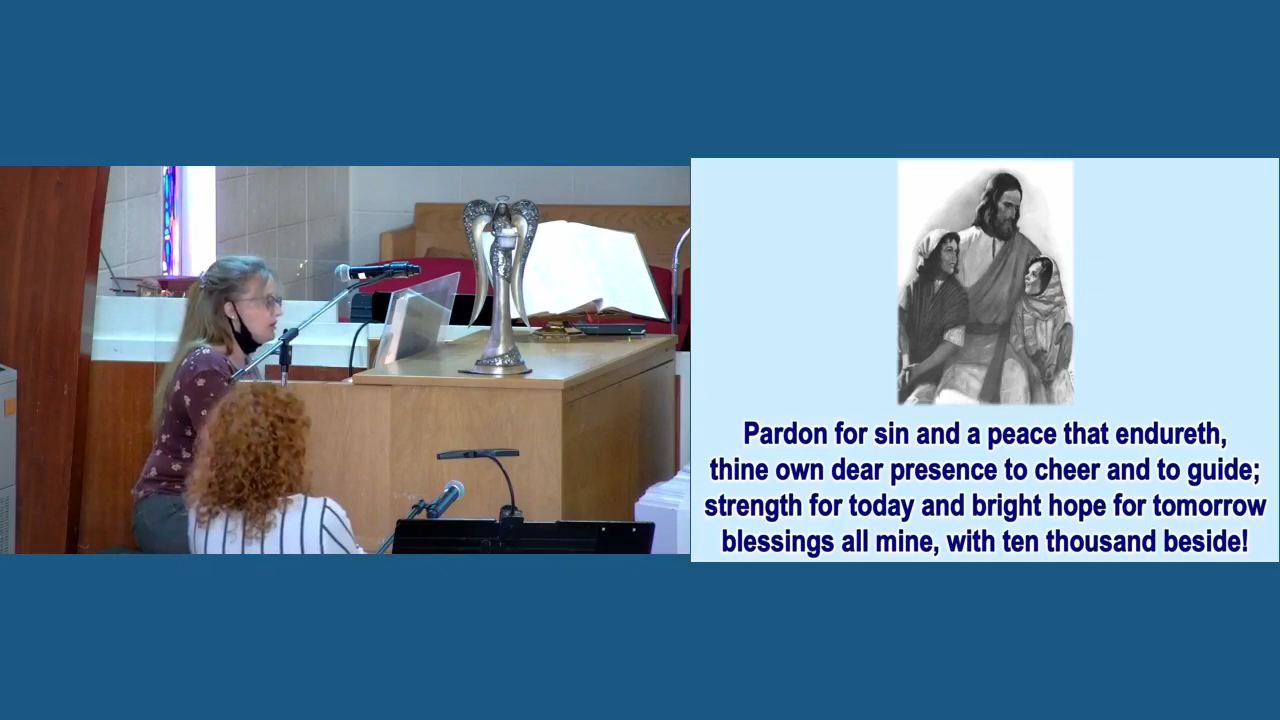 Pardon for sin and a peace that endureth,
thine own dear presence to cheer and to guide;
strength for today and bright hope for tomorrow
blessings all mine, with ten thousand beside!